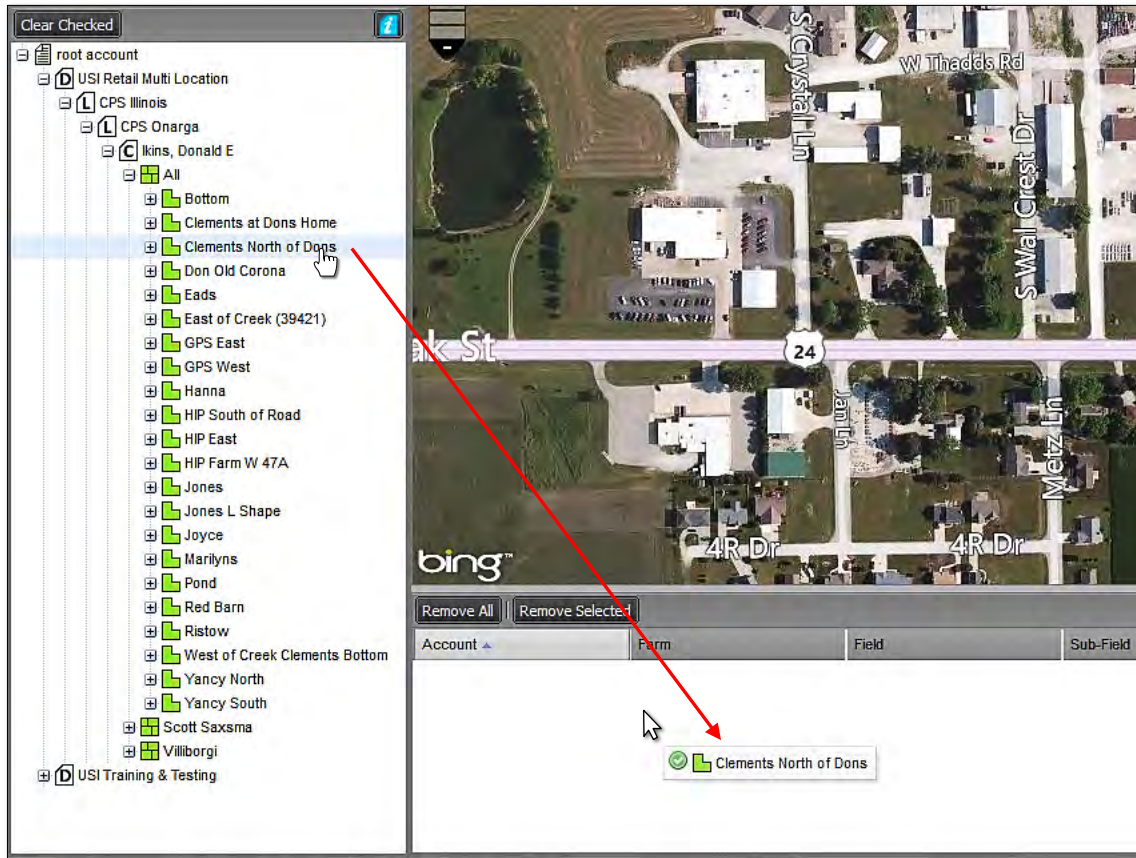 Clear Checked
i
root account
D USI Retail Multi Location
L CPS Illinois
L CPS Onarga
C Ikins, Donald E
All
Bottom
Clements at Dons Home
Clements North of Dons
Don Old Corona
Eads
East of Creek (39421)
GPS East
GPS West
Hanna
HIP South of Road
HIP East
HIP Farm W 47A
Jones
Jones L Shape
Joyce
Marilyns
Pond
Red Barn
Ristow
West of Creek Clements Bottom
Yancy North
Yancy South
Scott Saxsma
Villiborgi
D USI Training & Testing
S Crystal Ln
W Thadds Rd
S Wal Crest Dr
ak St
24
Jan Ln
Metz Ln
4R Dr
4R Dr
bing™
Remove All
Remove Selected
Account
Farm
Field
Sub-Field
Clements North of Dons